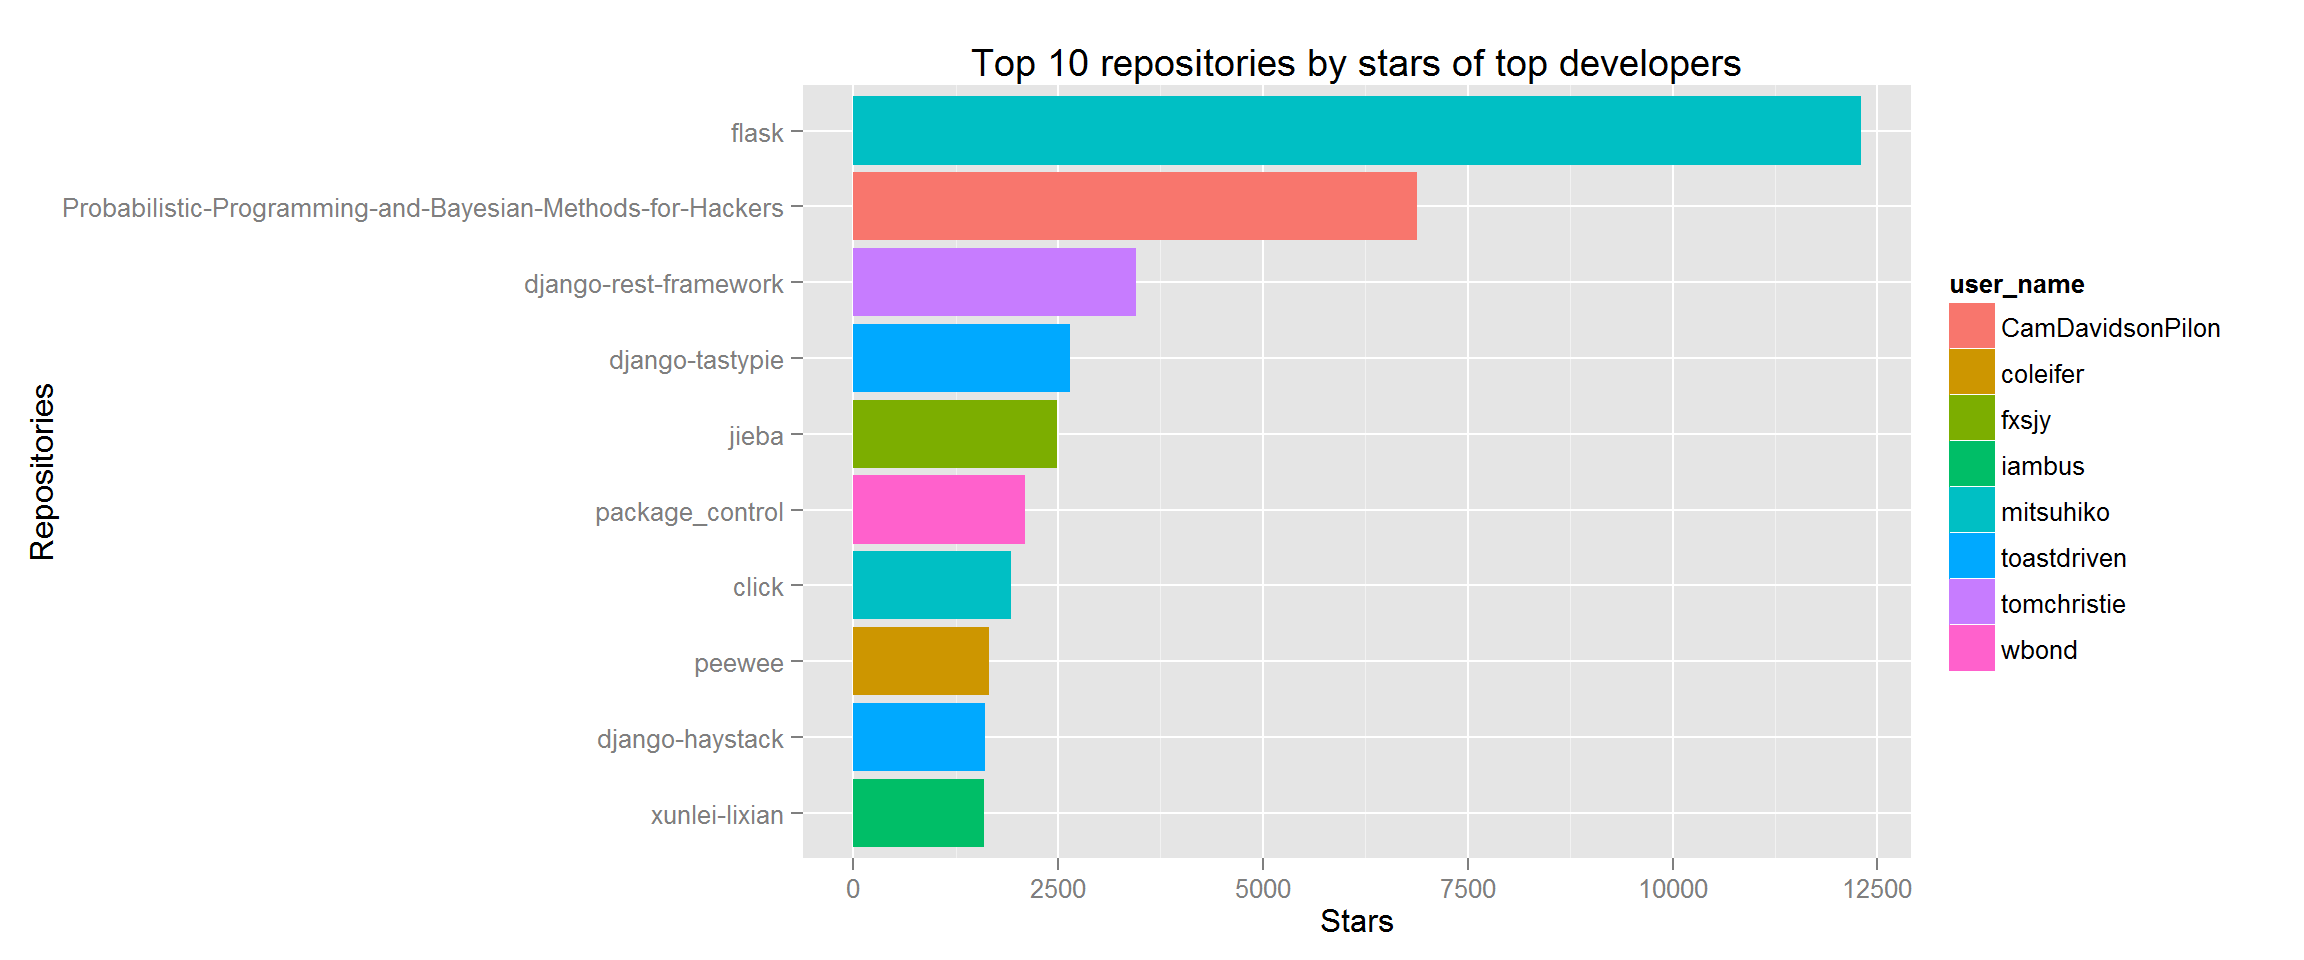 Top 10 repositories by stars of top developers
flask
Probabilistic-Programming-and-Bayesian-Methods-for-Hackers
django-rest-framework
django-tastypie
jieba
package_control
click
peewee
django-haystack
xunlei-lixian
Repositories
0 2500 5000 7500 10000 12500
Stars
user_name
CamDavidsonPilon
coleifer
fxsjy
iambus
mitsuhiko
toastdriven
tomchristie
wbond